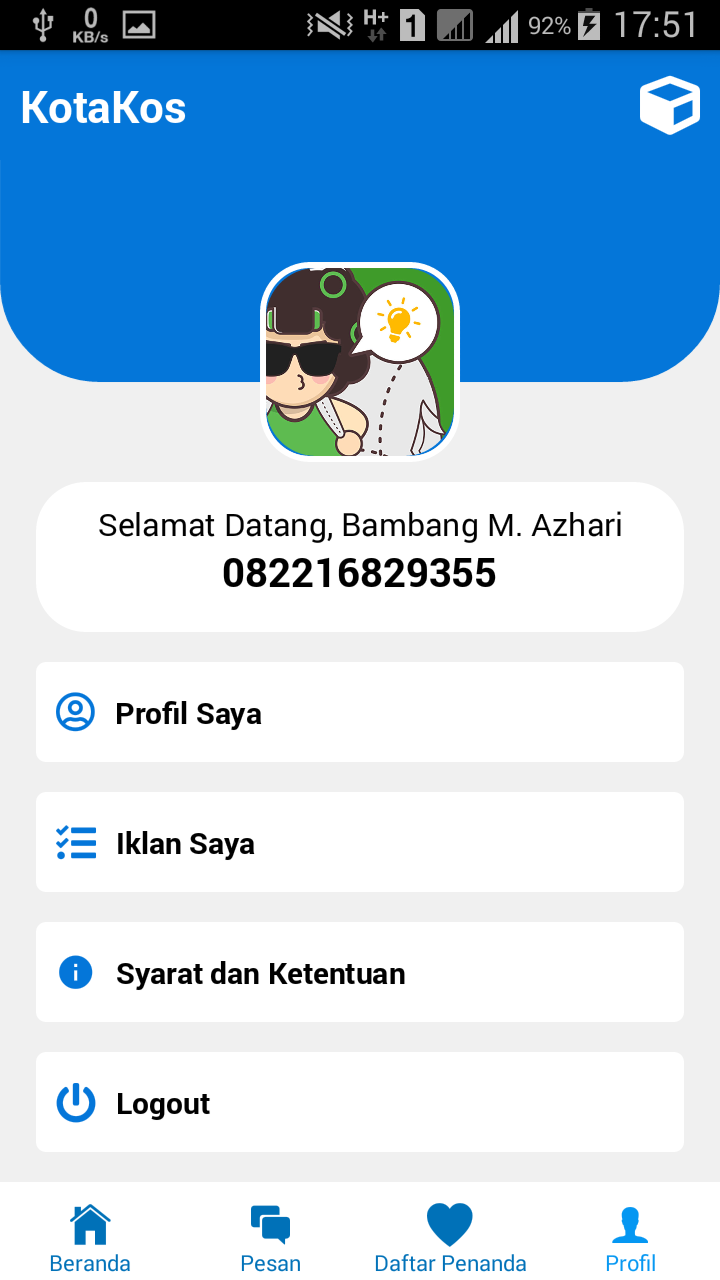 0
KB/s
H+
1
92%
17:51
KotaKos
Selamat Datang, Bambang M. Azhari
082216829355
Profil Saya
Iklan Saya
Syarat dan Ketentuan
Logout
Beranda
Pesan
Daftar Penanda
Profil